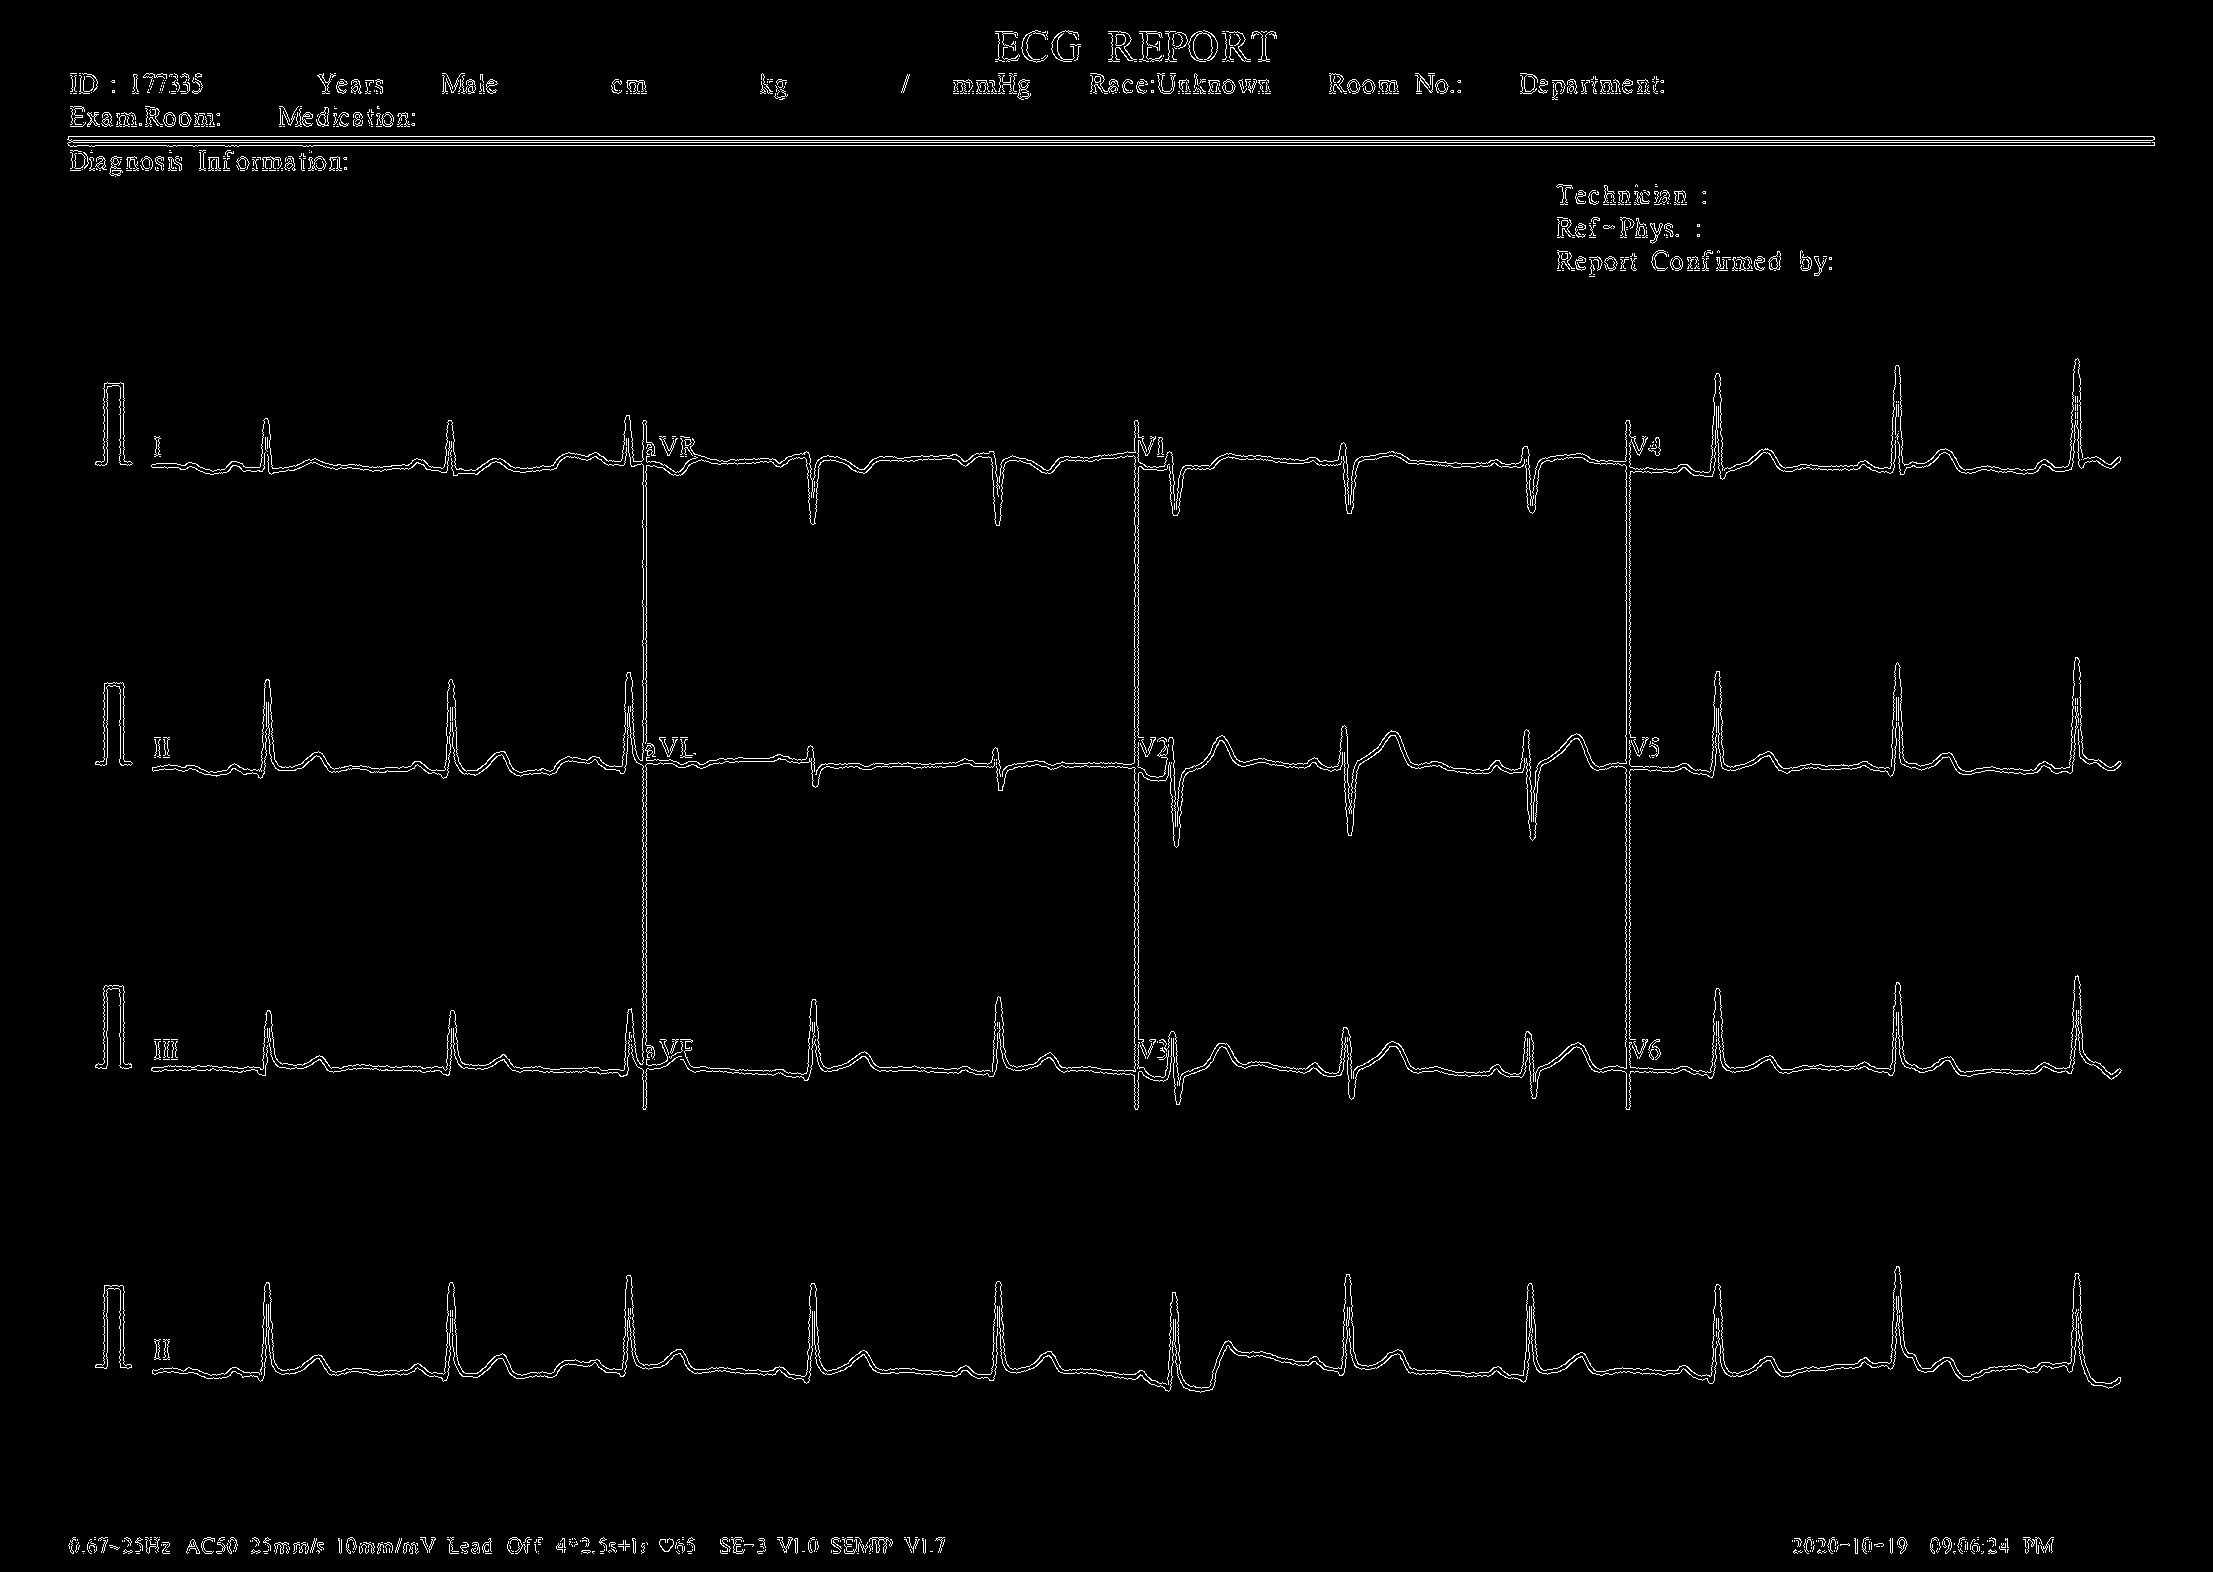 ECG REPORT
ID : 177335 Years Male cm kg / mmHg Race:Unknown Room No.: Department:
Exam.Room: Medication:
Diagnosis Information:
Technician :
Ref-Phys. :
Report Confirmed by:
I aVR V1 V4
II aVL V2 V5
III aVF V3 V6
II
0.67~25Hz AC50 25mm/s 10mm/mV Lead Off 4*2.5s+1r ♡65 SE-3 V1.0 SEMIP V1.7
2020-10-19 09:06:24 PM